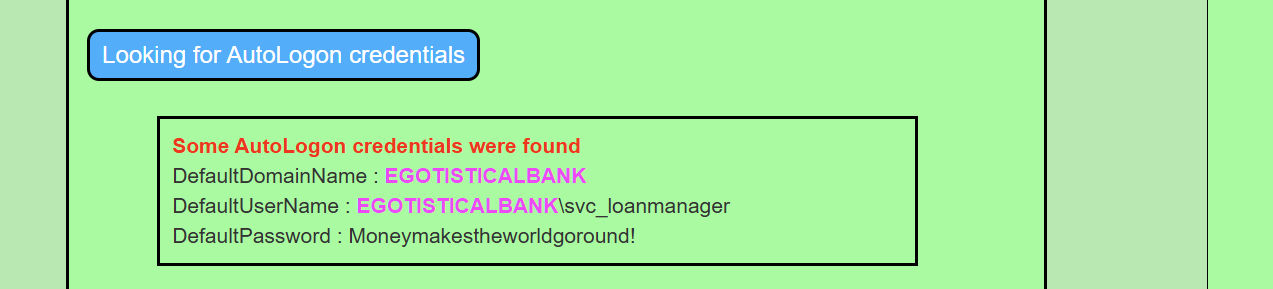 Looking for AutoLogon credentials
Some AutoLogon credentials were found
DefaultDomainName : EGOTISTICALBANK
DefaultUserName : EGOTISTICALBANK\svc_loanmanager
DefaultPassword : Moneymakestheworldgoround!